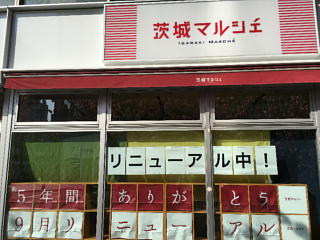 茨城マルシェ
IBARAKI MARCHÉ
茨城マルシェ
リニューアル中！
5年間ありがとう
9月リニューアル